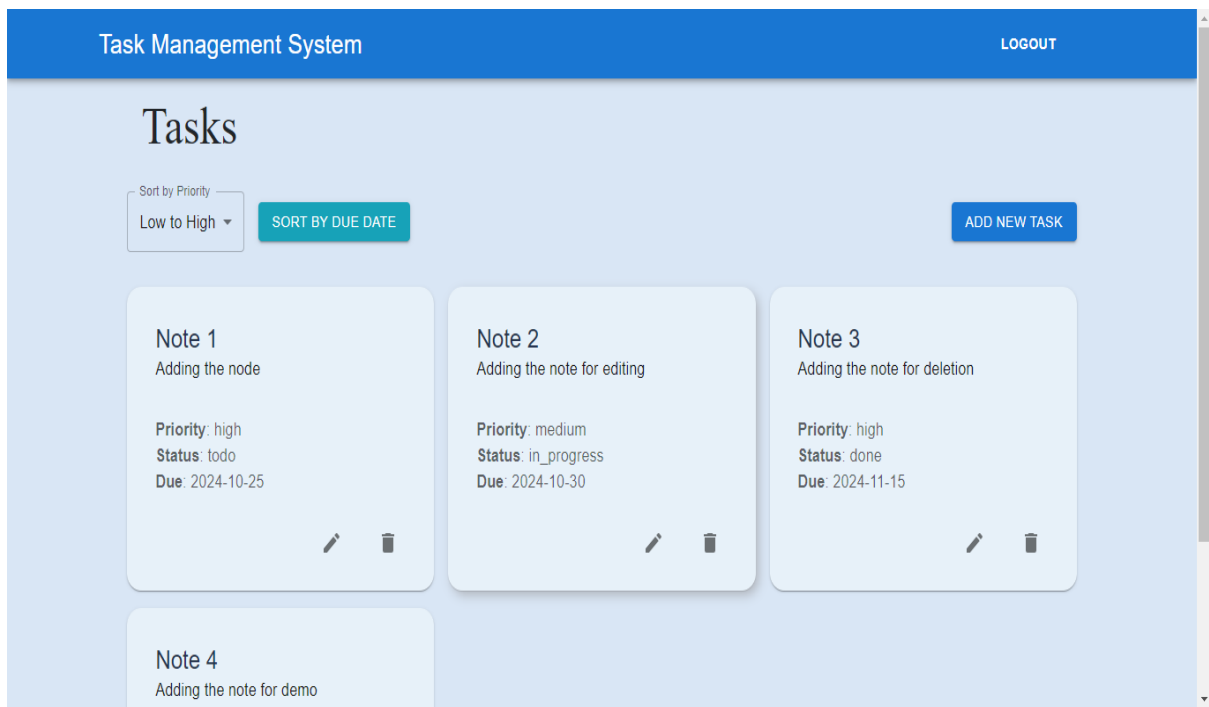 Task Management System
LOGOUT
Tasks
Sort by Priority
Low to High
SORT BY DUE DATE
ADD NEW TASK
Note 1
Adding the node
Priority: high
Status: todo
Due: 2024-10-25
Note 2
Adding the note for editing
Priority: medium
Status: in_progress
Due: 2024-10-30
Note 3
Adding the note for deletion
Priority: high
Status: done
Due: 2024-11-15
Note 4
Adding the note for demo